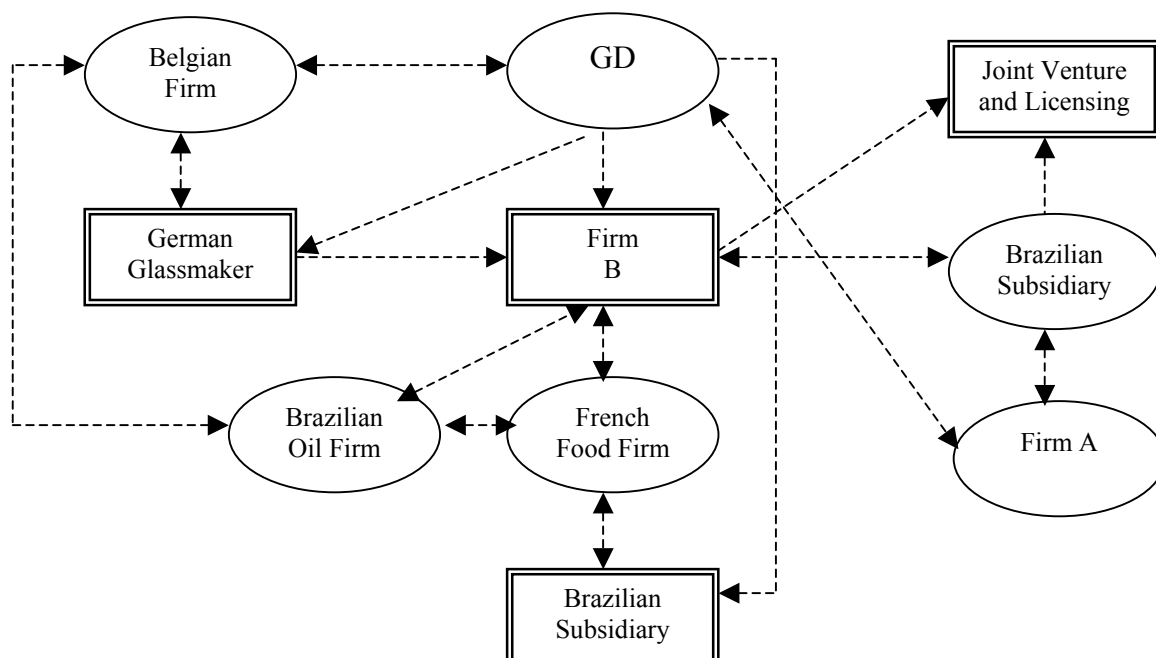 Belgian
Firm
GD
Joint Venture
and Licensing
German
Glassmaker
Firm
B
Brazilian
Subsidiary
Brazilian
Oil Firm
French
Food Firm
Firm A
Brazilian
Subsidiary